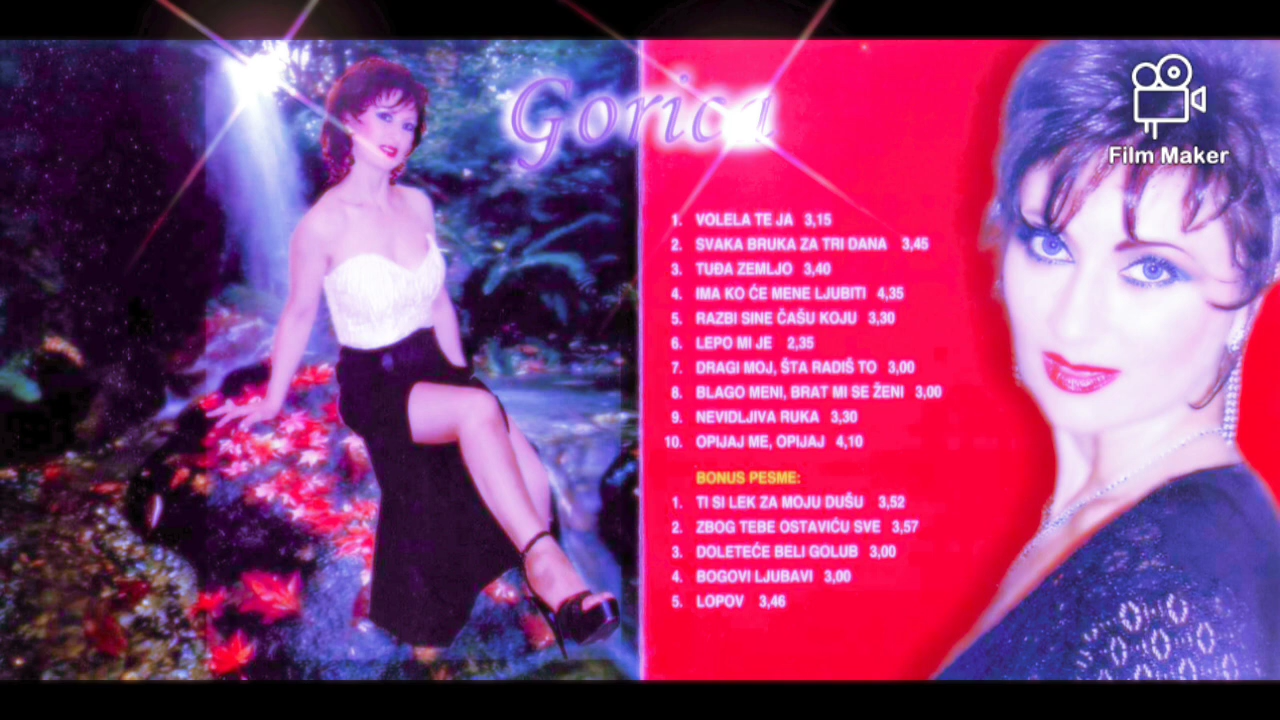 Gorica
Film Maker
1. VOLELA TE JA 3,15
2. SVAKA BRUKA ZA TRI DANA 3,45
3. TUĐA ZEMLJO 3,40
4. IMA KO ĆE MENE LJUBITI 4,35
5. RAZBI SINE ČAŠU KOJU 3,30
6. LEPO MI JE 2,35
7. DRAGI MOJ, ŠTA RADIŠ TO 3,00
8. BLAGO MENI, BRAT MI SE ŽENI 3,00
9. NEVIDLJIVA RUKA 3,30
10. OPIJAJ ME, OPIJAJ 4,10
BONUS PESME:
1. TI SI LEK ZA MOJU DUŠU 3,52
2. ZBOG TEBE OSTAVIĆU SVE 3,57
3. DOLETEĆE BELI GOLUB 3,00
4. BOGOVI LJUBAVI 3,00
5. LOPOV 3,46